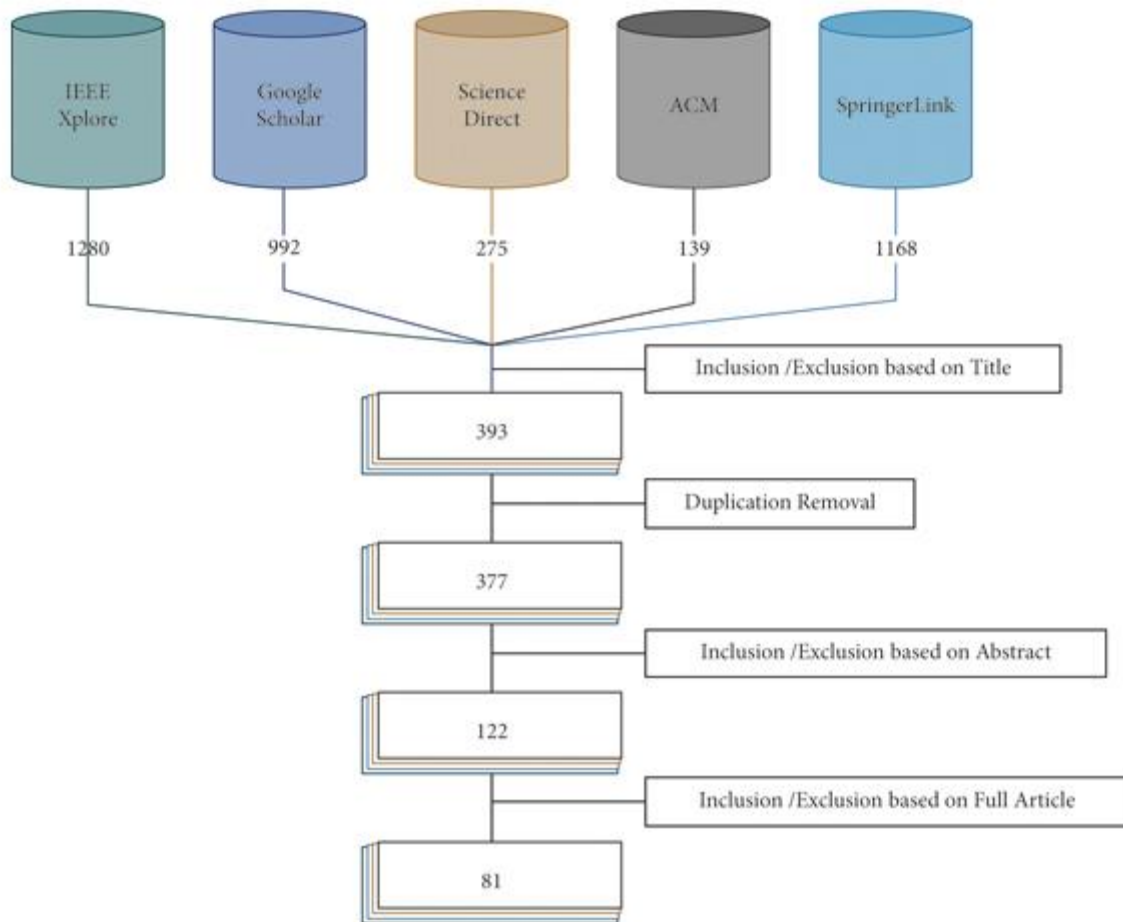 IEEE
Xplore
Google
Scholar
Science
Direct
ACM
SpringerLink
1280
992
275
139
1168
Inclusion /Exclusion based on Title
393
Duplication Removal
377
Inclusion /Exclusion based on Abstract
122
Inclusion /Exclusion based on Full Article
81